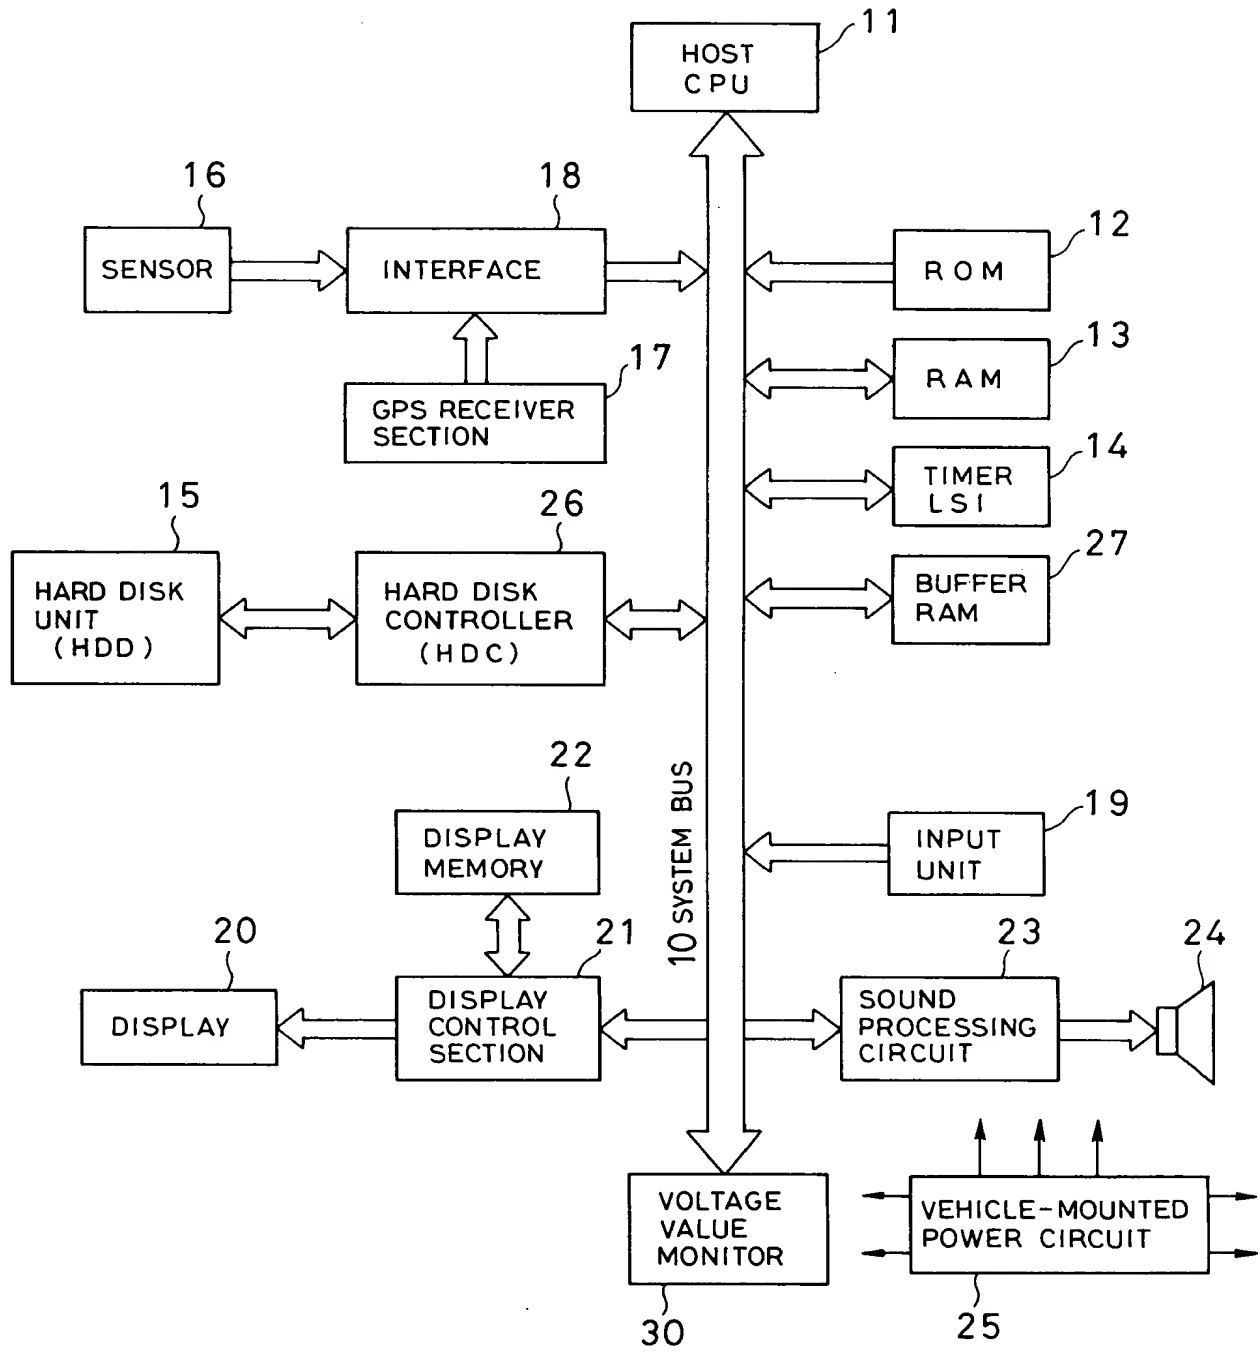 11
HOST
CPU
16
18
12
SENSOR
INTERFACE
ROM
13
17
RAM
GPS RECEIVER
SECTION
14
TIMER
LSI
15
26
27
HARD DISK
UNIT
(HDD)
HARD DISK
CONTROLLER
(HDC)
BUFFER
RAM
22
10 SYSTEM BUS
19
DISPLAY
MEMORY
INPUT
UNIT
20
21
23
24
DISPLAY
DISPLAY
CONTROL
SECTION
SOUND
PROCESSING
CIRCUIT
VOLTAGE
VALUE
MONITOR
VEHICLE-MOUNTED
POWER CIRCUIT
30
25